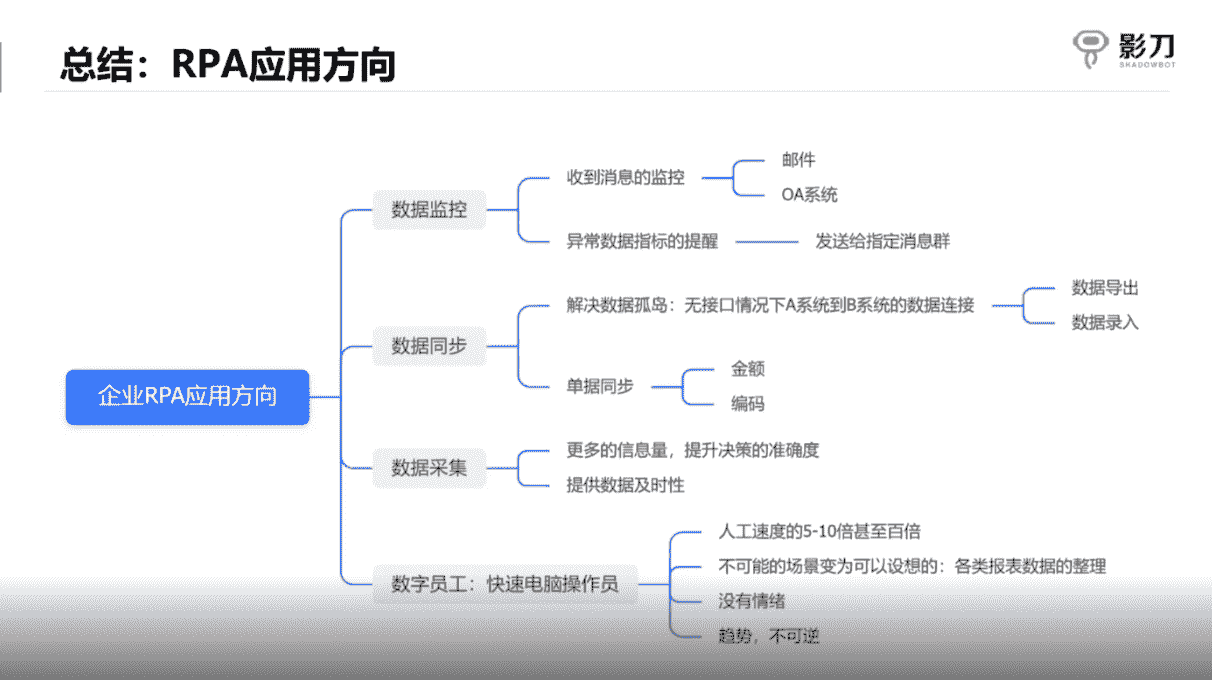 总结：RPA应用方向
影刀
SHADOWBOT
企业RPA应用方向
数据监控
收到消息的监控
邮件
OA系统
异常数据指标的提醒
发送给指定消息群
数据同步
解决数据孤岛：无接口情况下A系统到B系统的数据连接
数据导出
数据录入
单据同步
金额
编码
数据采集
更多的信息量，提升决策的准确度
提供数据及时性
数字员工：快速电脑操作员
人工速度的5-10倍甚至百倍
不可能的场景变为可以设想的：各类报表数据的整理
没有情绪
趋势，不可逆